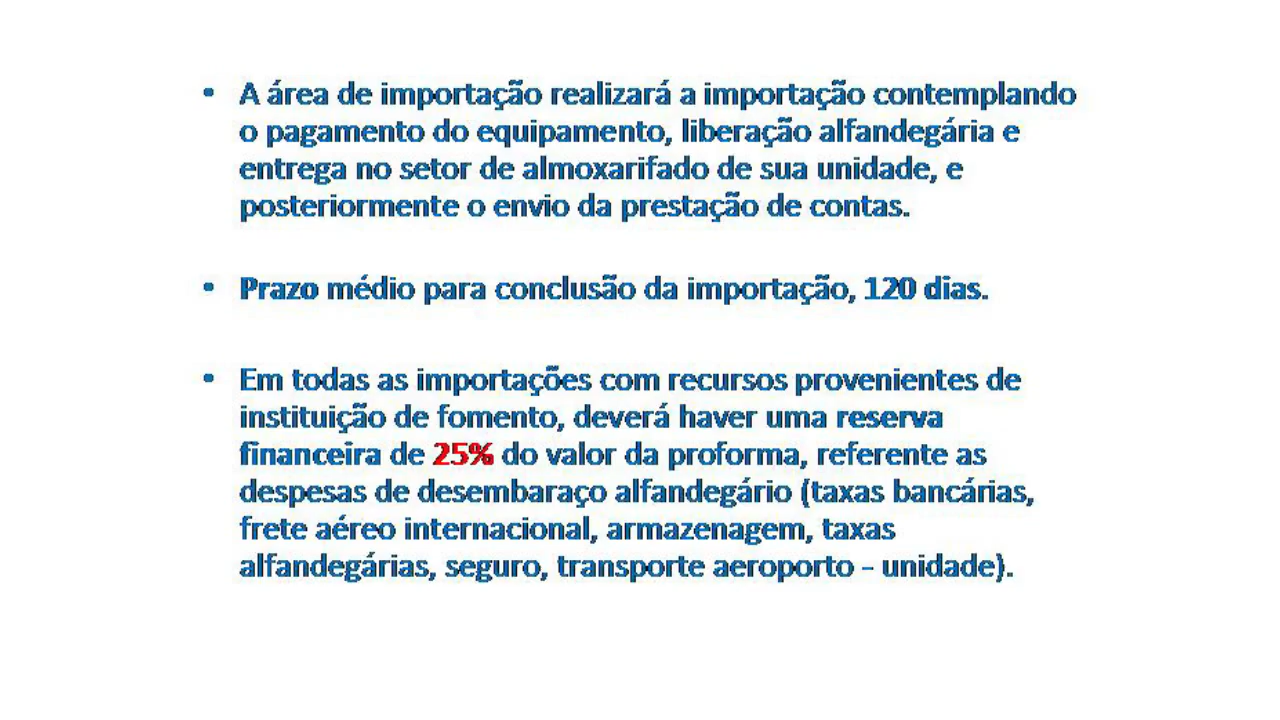 • A área de importação realizará a importação contemplando
o pagamento do equipamento, liberação alfandegária e
entrega no setor de almoxarifado de sua unidade, e
posteriormente o envio da prestação de contas.
• Prazo médio para conclusão da importação, 120 dias.
• Em todas as importações com recursos provenientes de
instituição de fomento, deverá haver uma reserva
financeira de 25% do valor da proforma, referente as
despesas de desembaraço alfandegário (taxas bancárias,
frete aéreo internacional, armazenagem, taxas
alfandegárias, seguro, transporte aeroporto - unidade).